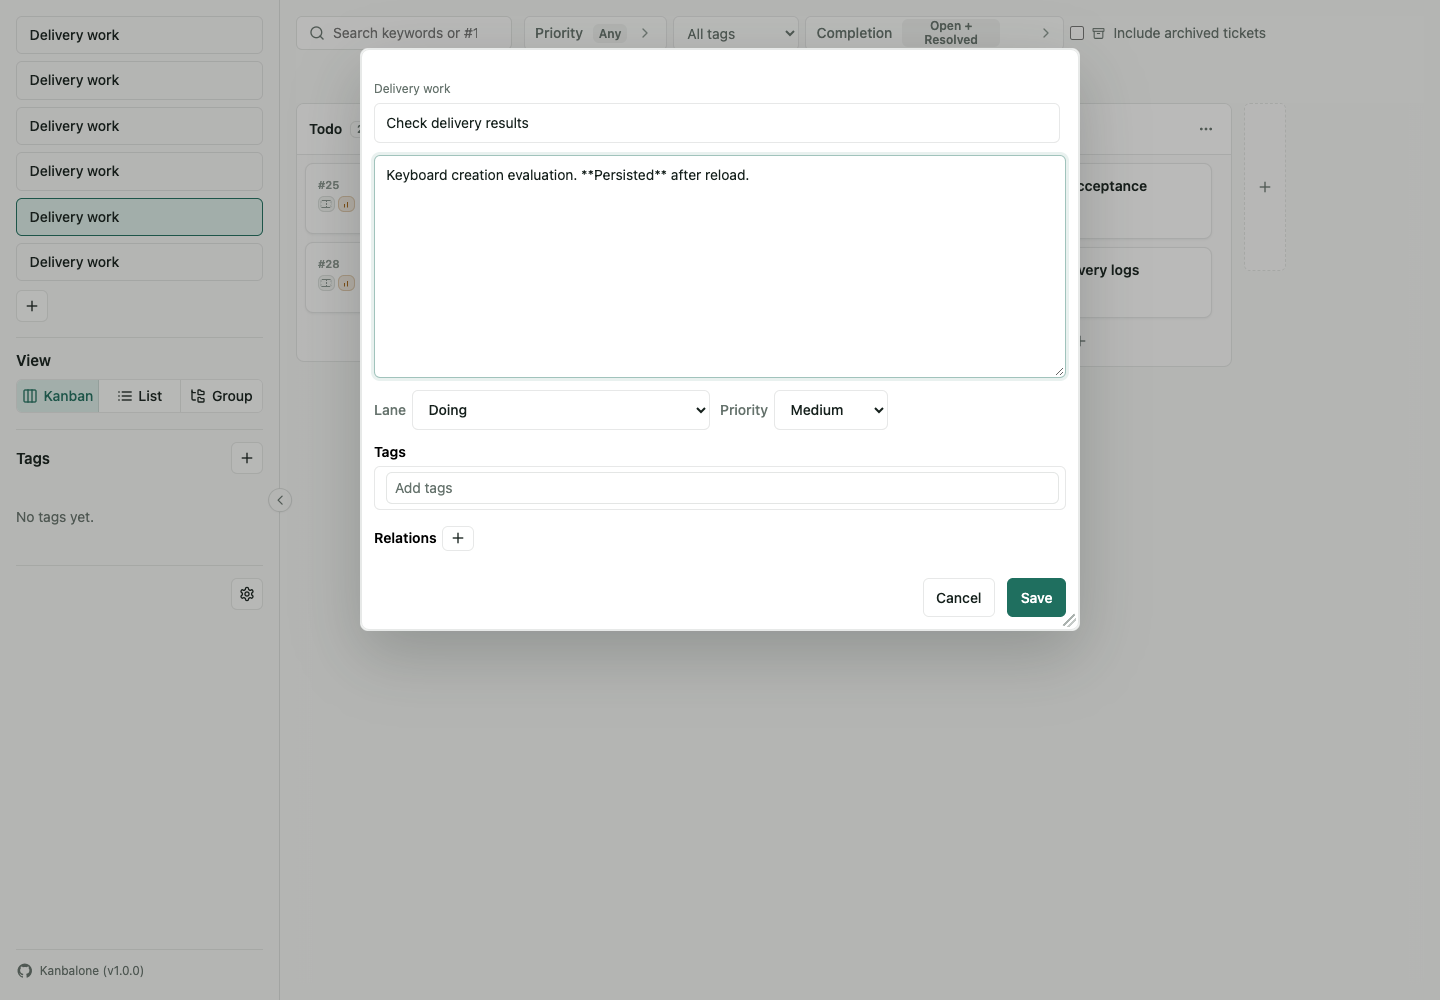 Delivery work
Delivery work
Delivery work
Delivery work
Delivery work
Delivery work
View
Kanban
List
Group
Tags
No tags yet.
Kanbalone (v1.0.0)
Search keywords or #1
Priority Any
All tags
Completion Open +
Resolved
Include archived tickets
Todo
#25
#28
cceptance
very logs
Delivery work
Check delivery results
Keyboard creation evaluation. **Persisted** after reload.
Lane Doing Priority Medium
Tags
Add tags
Relations
Cancel Save